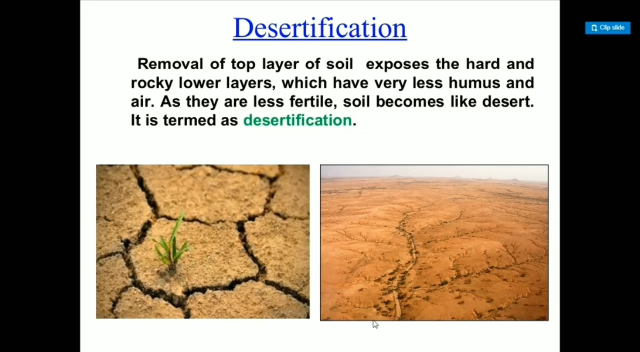 Desertification
Clip slide
Removal of top layer of soil exposes the hard and
rocky lower layers, which have very less humus and
air. As they are less fertile, soil becomes like desert.
It is termed as desertification.